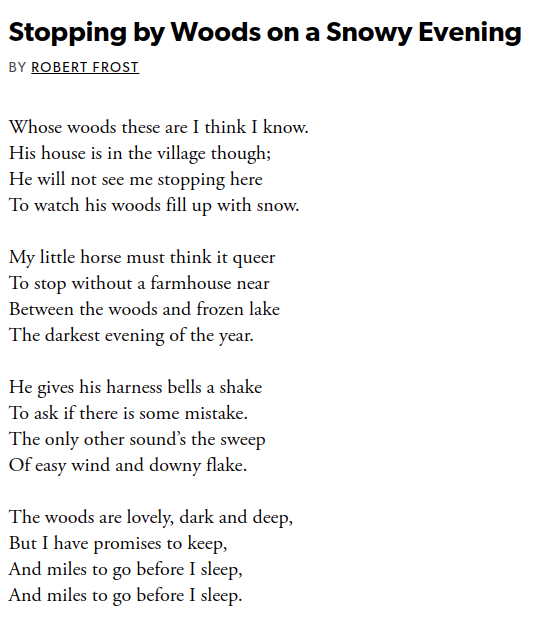 Stopping by Woods on a Snowy Evening
BY ROBERT FROST
Whose woods these are I think I know.
His house is in the village though;
He will not see me stopping here
To watch his woods fill up with snow.
My little horse must think it queer
To stop without a farmhouse near
Between the woods and frozen lake
The darkest evening of the year.
He gives his harness bells a shake
To ask if there is some mistake.
The only other sound’s the sweep
Of easy wind and downy flake.
The woods are lovely, dark and deep,
But I have promises to keep,
And miles to go before I sleep,
And miles to go before I sleep.